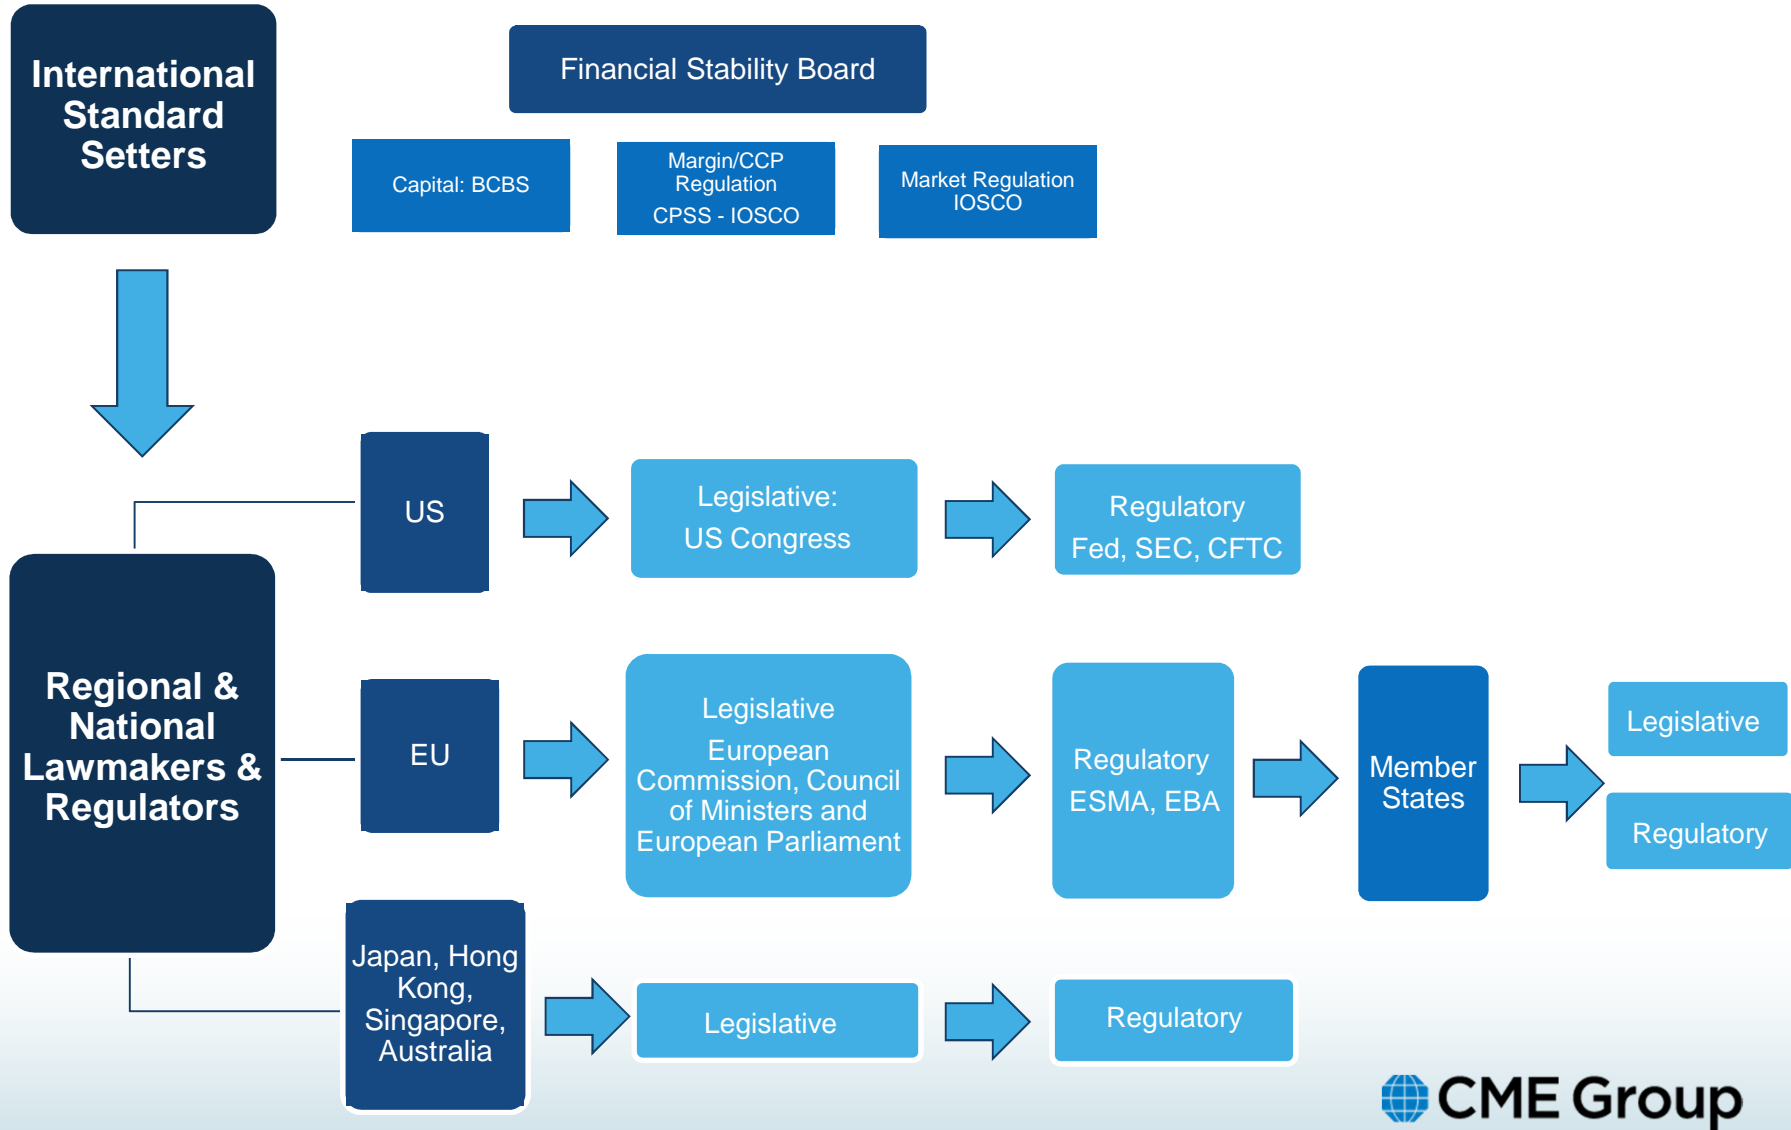 International
Standard
Setters
Financial Stability Board
Capital: BCBS
Margin/CCP
Regulation
CPSS - IOSCO
Market Regulation
IOSCO
US
Legislative:
US Congress
Regulatory
Fed, SEC, CFTC
Regional &
National
Lawmakers &
Regulators
EU
Legislative
European
Commission, Council
of Ministers and
European Parliament
Regulatory
ESMA, EBA
Member
States
Legislative
Regulatory
Japan, Hong
Kong,
Singapore,
Australia
Legislative
Regulatory
CME Group